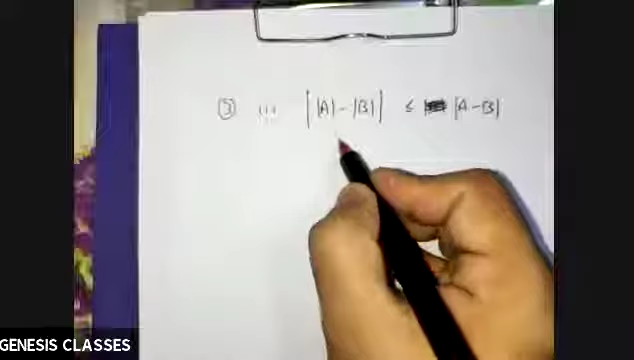 ③ iii ||A| - |B|| ≤ |A - B|
GENESIS CLASSES